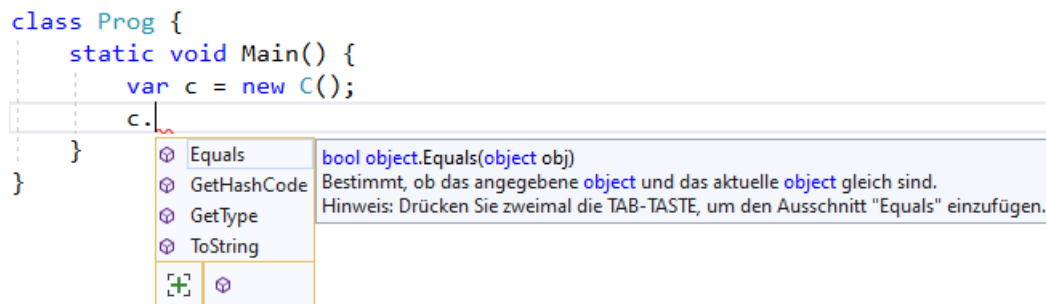 class Prog {
static void Main() {
var c = new C();
c.
}
}
Equals
GetHashCode
GetType
ToString
bool object.Equals(object obj)
Bestimmt, ob das angegebene object und das aktuelle object gleich sind.
Hinweis: Drücken Sie zweimal die TAB-TASTE, um den Ausschnitt "Equals" einzufügen.